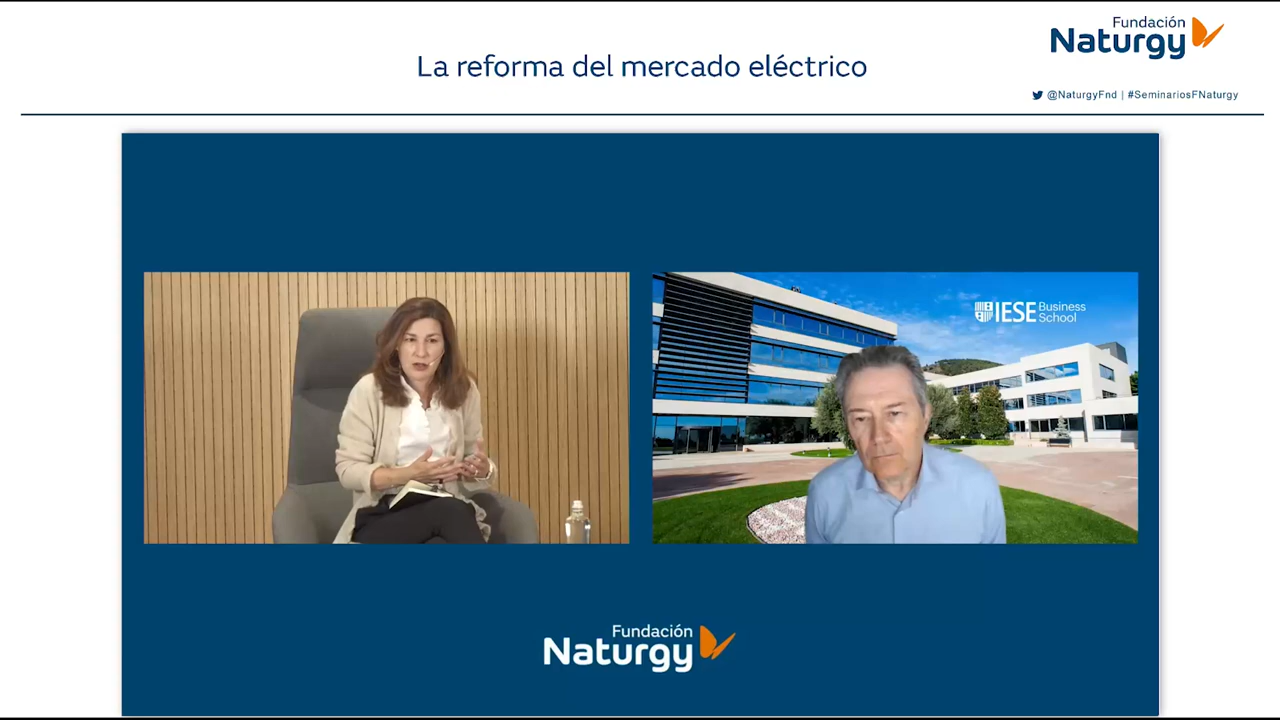 La reforma del mercado eléctrico
Fundación
Naturgy
@NaturgyFnd | #SeminariosFNaturgy
IESE Business
School
Fundación
Naturgy